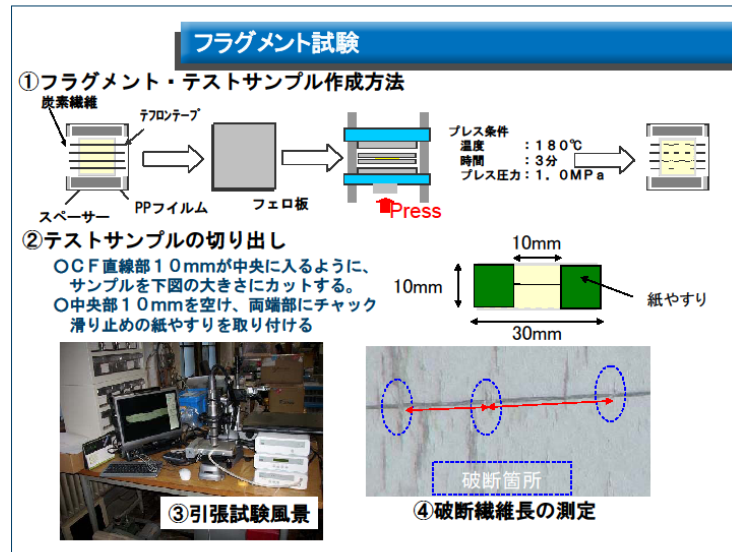 フラグメント試験
①フラグメント・テストサンプル作成方法
炭素繊維
テフロンテープ
スペーサー
PPフイルム
フェロ板
Press
プレス条件
温度 :180℃
時間 :3分
プレス圧力:1.0MPa
②テストサンプルの切り出し
○CF直線部10mmが中央に入るように、
サンプルを下図の大きさにカットする。
○中央部10mmを空け、両端部にチャック
滑り止めの紙やすりを取り付ける
10mm
10mm
30mm
紙やすり
③引張試験風景
破断箇所
④破断繊維長の測定